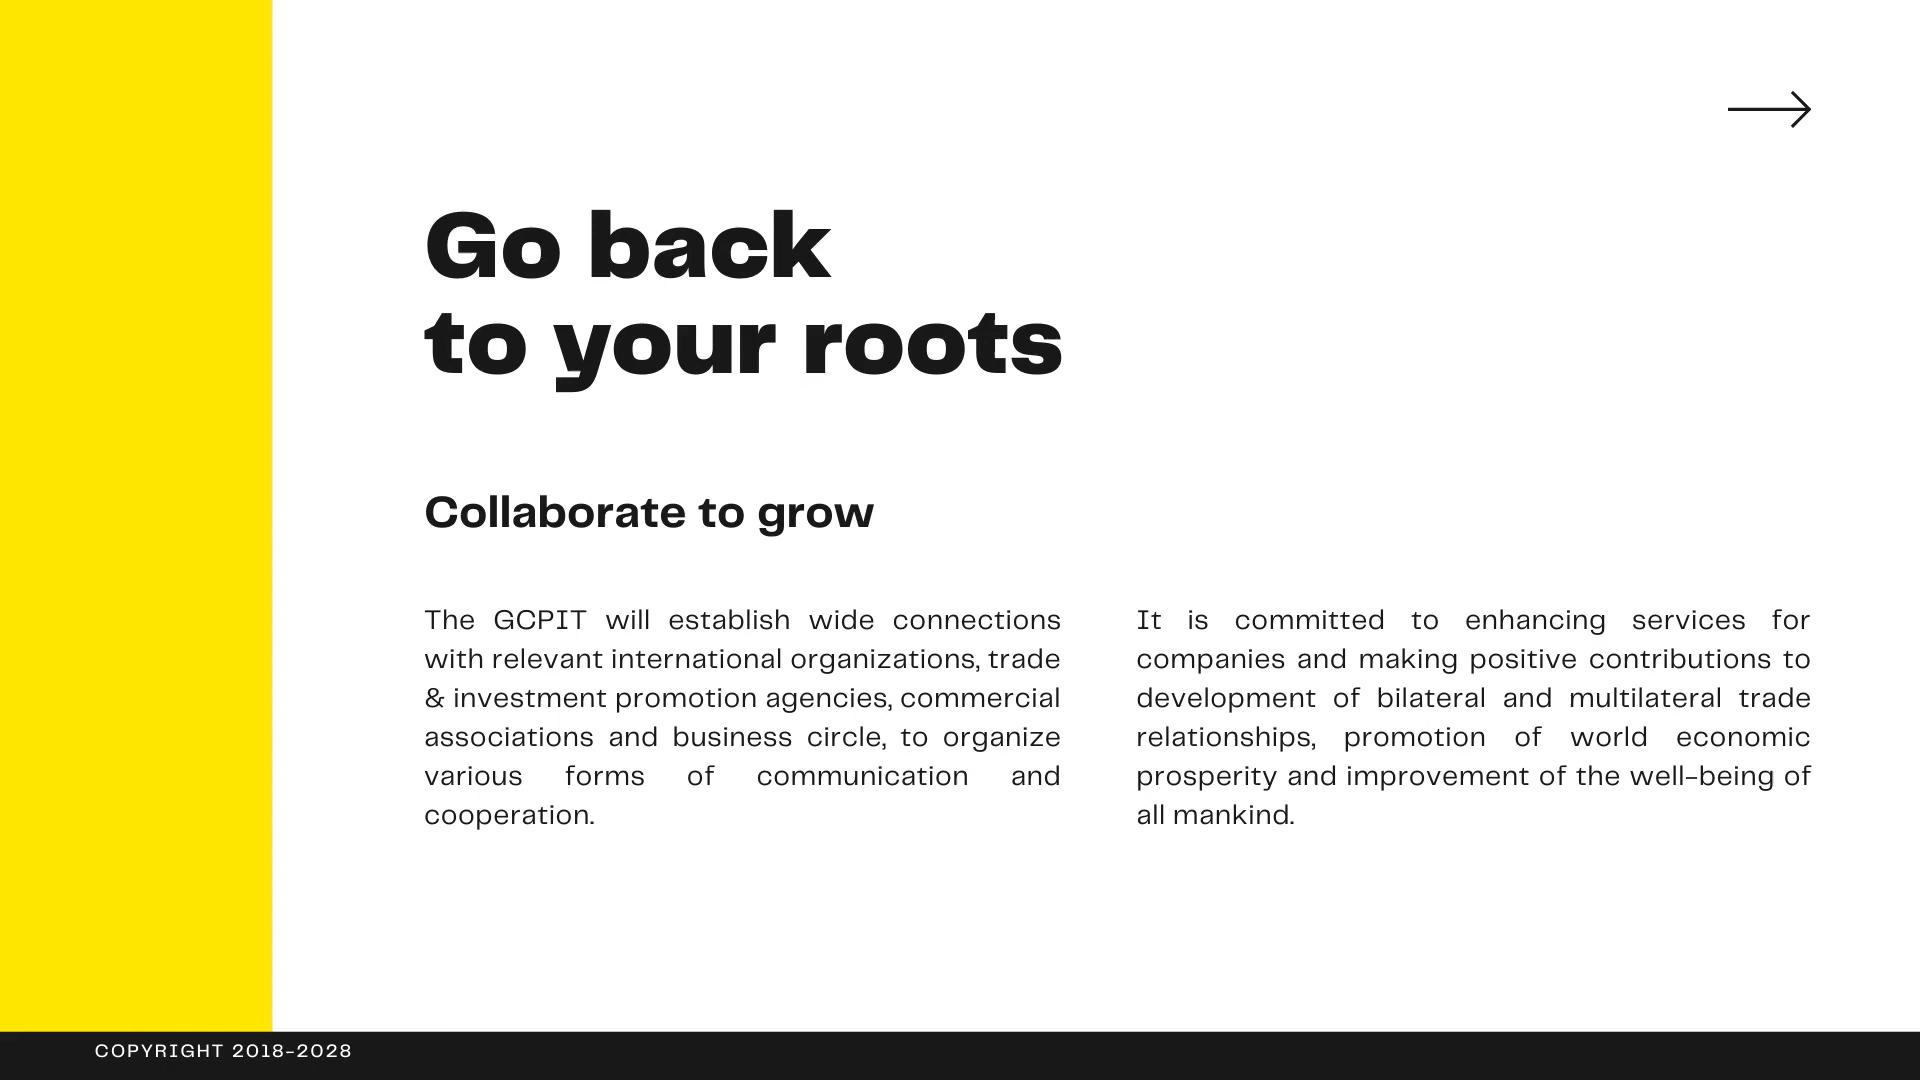 Go back
to your roots
Collaborate to grow
The GCPIT will establish wide connections
with relevant international organizations, trade
& investment promotion agencies, commercial
associations and business circle, to organize
various forms of communication and
cooperation.
It is committed to enhancing services for
companies and making positive contributions to
development of bilateral and multilateral trade
relationships, promotion of world economic
prosperity and improvement of the well-being of
all mankind.
COPYRIGHT 2018-2028